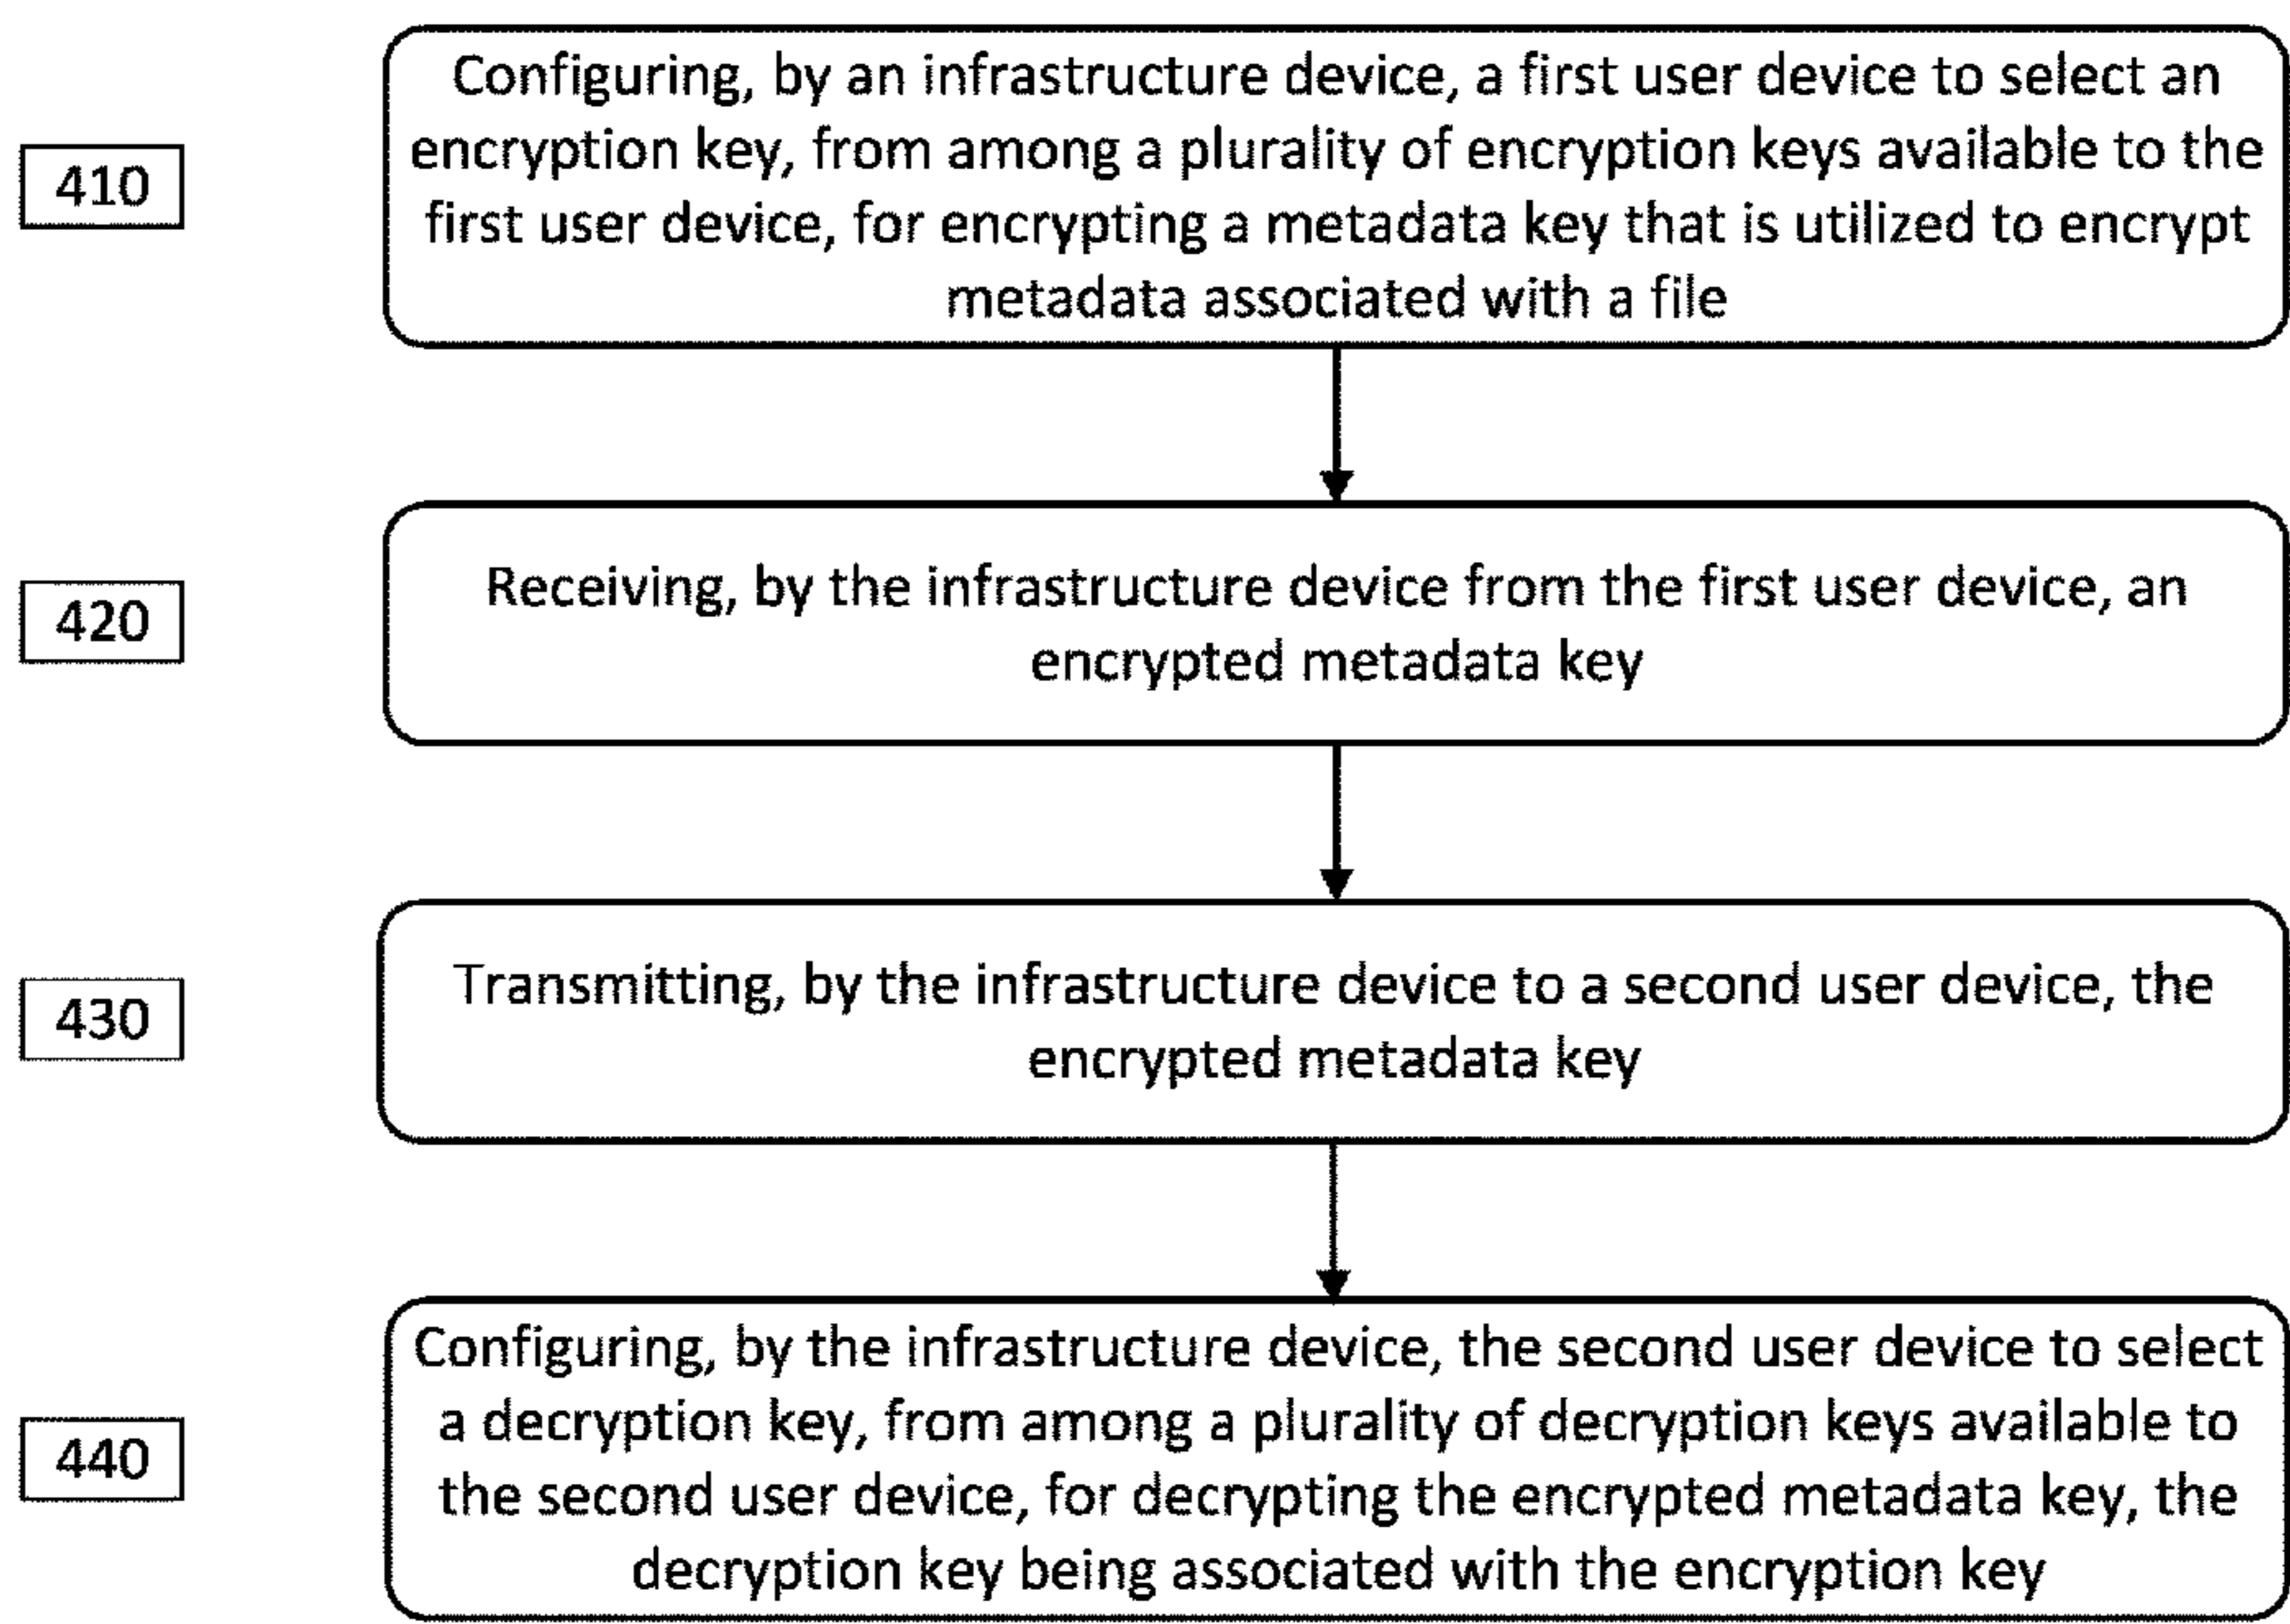 410
Configuring, by an infrastructure device, a first user device to select an
encryption key, from among a plurality of encryption keys available to the
first user device, for encrypting a metadata key that is utilized to encrypt
metadata associated with a file
420
Receiving, by the infrastructure device from the first user device, an
encrypted metadata key
430
Transmitting, by the infrastructure device to a second user device, the
encrypted metadata key
440
Configuring, by the infrastructure device, the second user device to select
a decryption key, from among a plurality of decryption keys available to
the second user device, for decrypting the encrypted metadata key, the
decryption key being associated with the encryption key